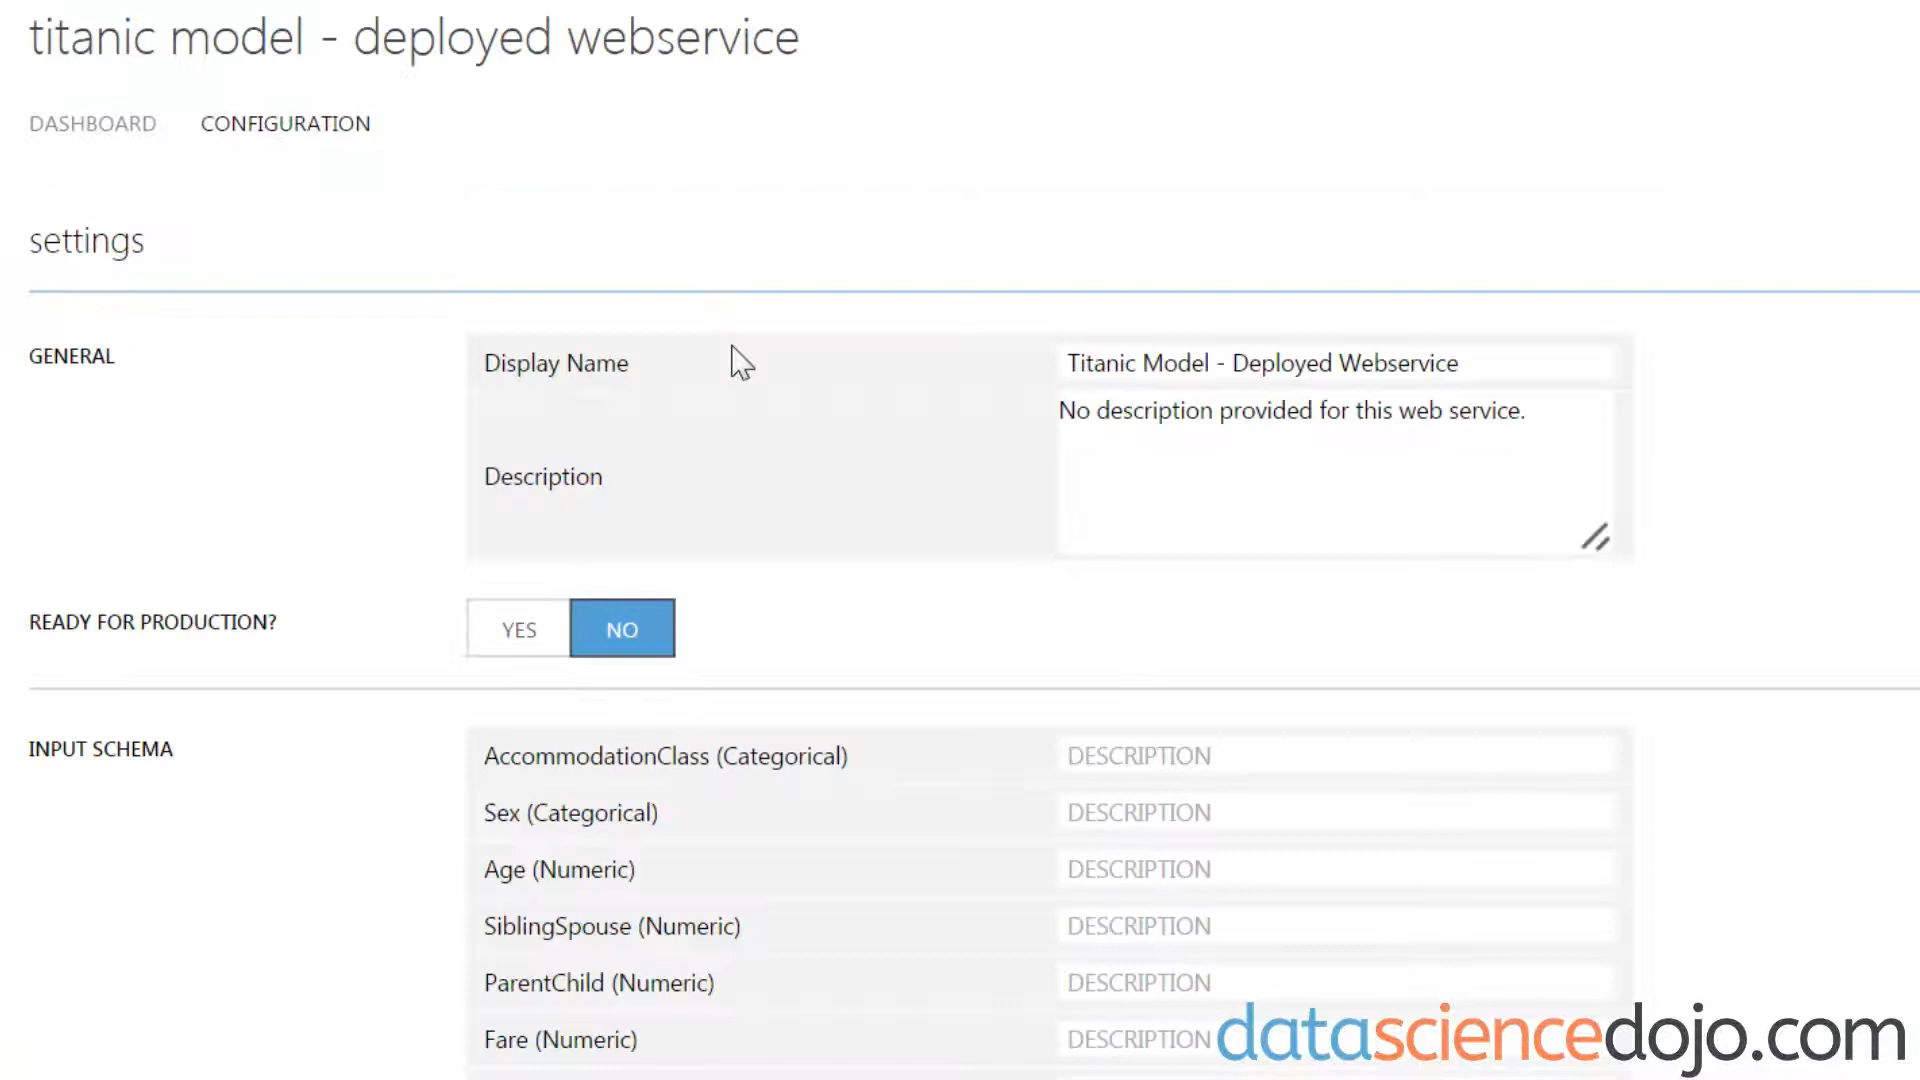 titanic model - deployed webservice
DASHBOARD CONFIGURATION
settings
GENERAL
Display Name
Titanic Model - Deployed Webservice
Description
No description provided for this web service.
READY FOR PRODUCTION?
YES NO
INPUT SCHEMA
AccommodationClass (Categorical) DESCRIPTION
Sex (Categorical) DESCRIPTION
Age (Numeric) DESCRIPTION
SiblingSpouse (Numeric) DESCRIPTION
ParentChild (Numeric) DESCRIPTION
Fare (Numeric) DESCRIPTION
datasciencedojo.com